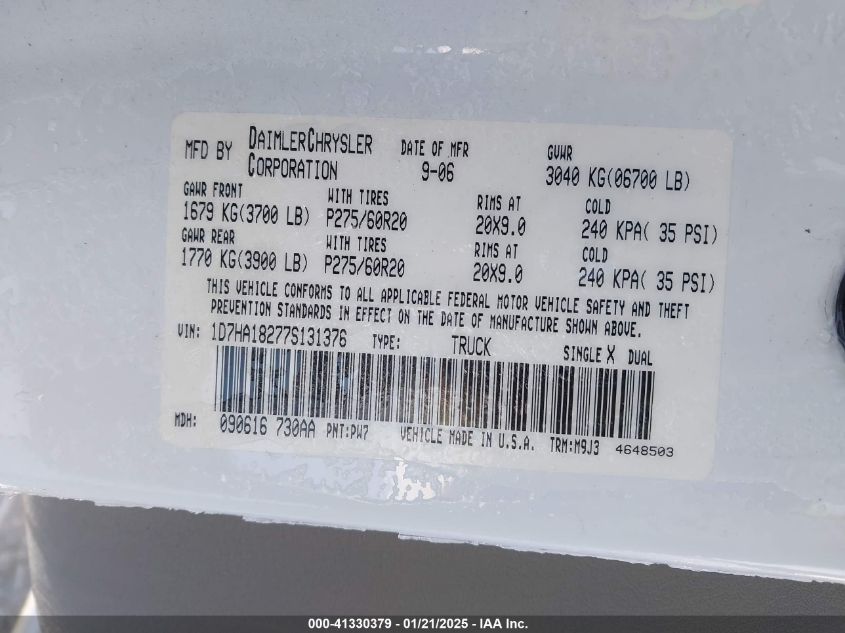 MFD BY DAIMLERCHRYSLER CORPORATION DATE OF MFR 9-06 GVWR 3040 KG(06700 LB)
GAWR FRONT WITH TIRES RIMS AT COLD
1679 KG(3700 LB) P275/60R20 20X9.0 240 KPA( 35 PSI)
GAWR REAR WITH TIRES RIMS AT COLD
1770 KG(3900 LB) P275/60R20 20X9.0 240 KPA( 35 PSI)
THIS VEHICLE CONFORMS TO ALL APPLICABLE FEDERAL MOTOR VEHICLE SAFETY AND THEFT
PREVENTION STANDARDS IN EFFECT ON THE DATE OF MANUFACTURE SHOWN ABOVE.
VIN: 1D7HA18277S131376 TYPE: TRUCK SINGLE X DUAL
MDH: 090616 730AA PNT:PW7 VEHICLE MADE IN U.S.A. TRM:M9J3 4648503
000-41330379 - 01/21/2025 - IAA Inc.